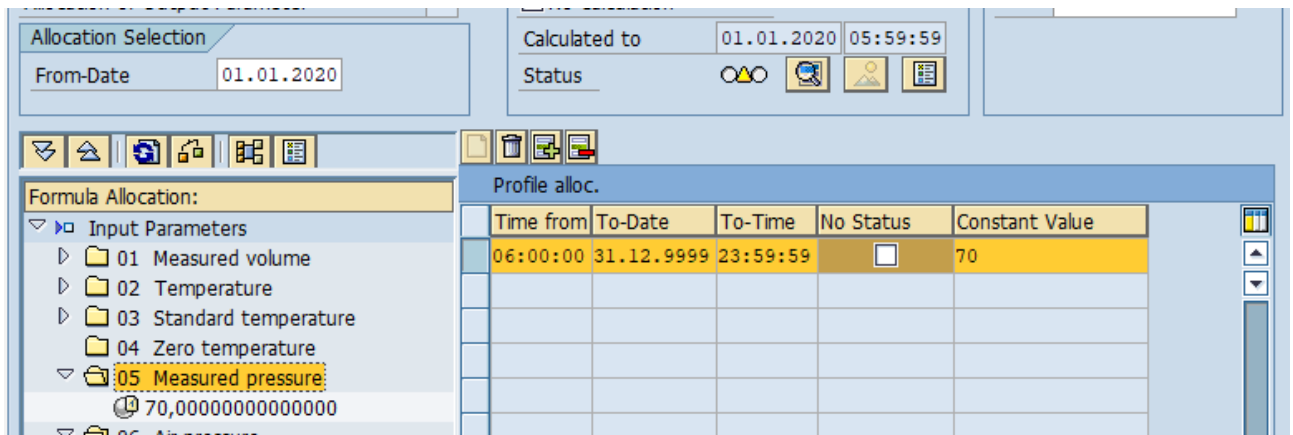 Allocation Selection
From-Date 01.01.2020
Calculated to 01.01.2020 05:59:59
Status
Formula Allocation:
Input Parameters
01 Measured volume
02 Temperature
03 Standard temperature
04 Zero temperature
05 Measured pressure
70,00000000000000
Profile alloc.
Time from To-Date To-Time No Status Constant Value
06:00:00 31.12.9999 23:59:59 70